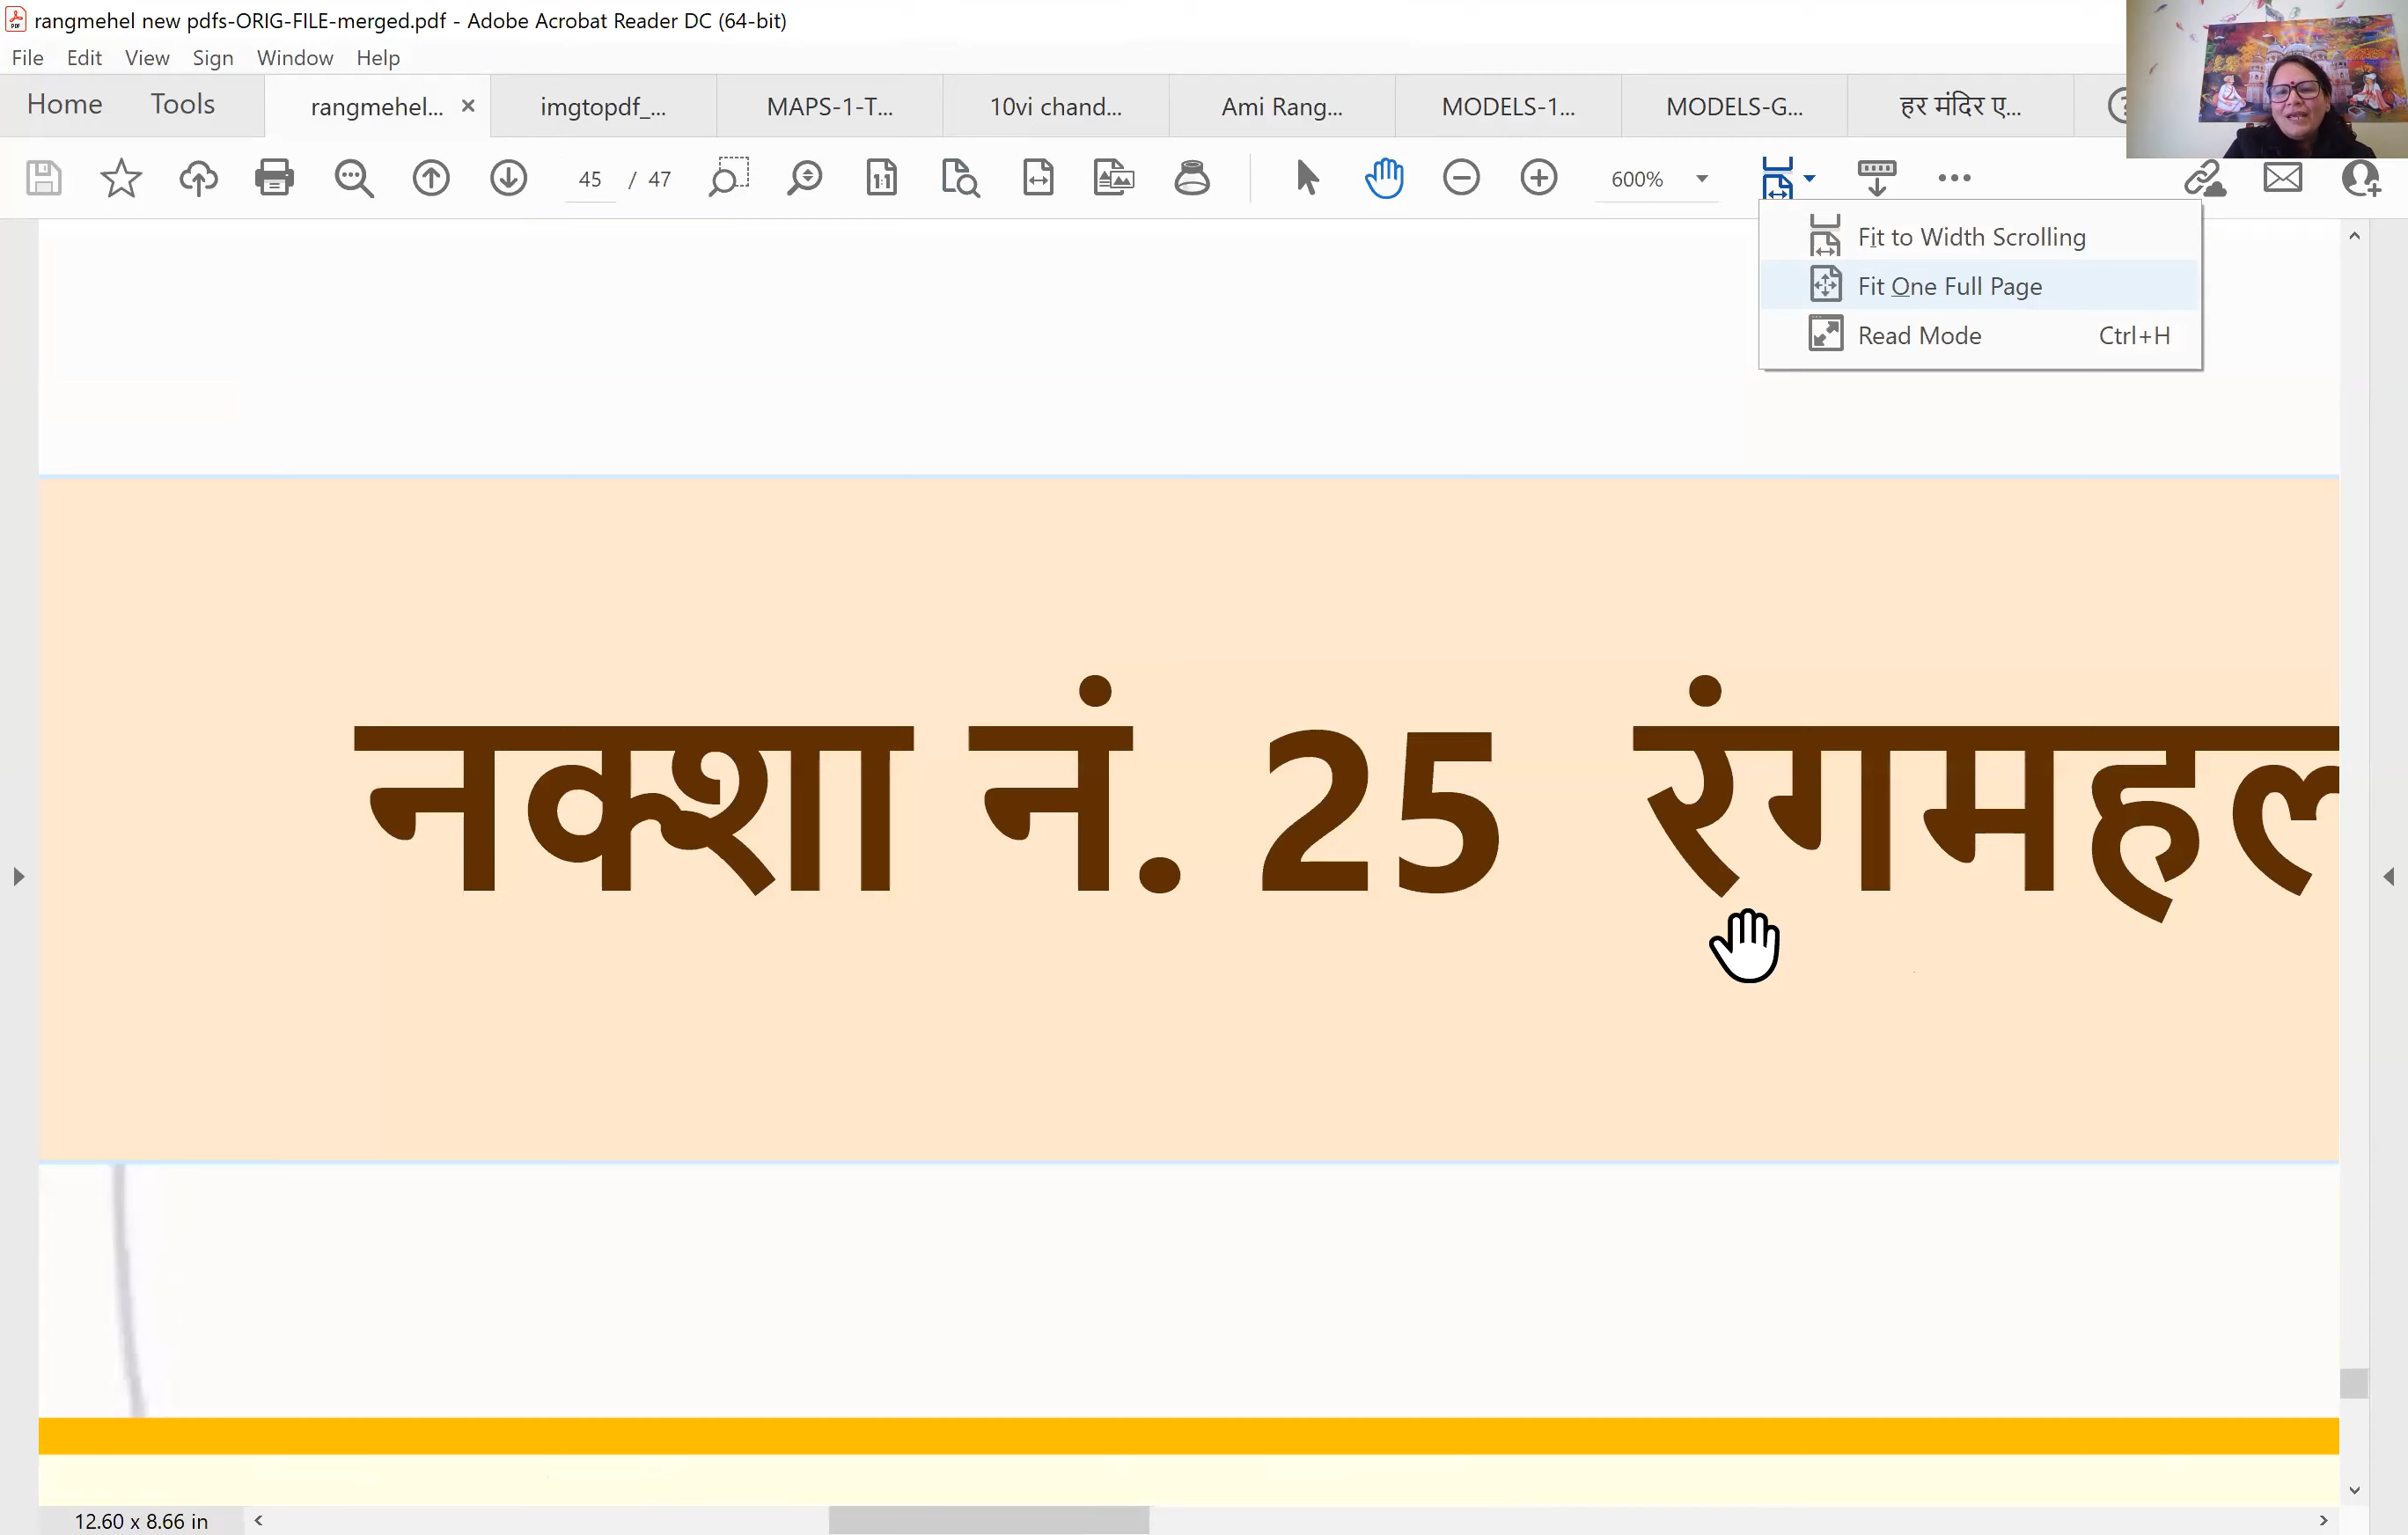 rangmehel new pdfs-ORIG-FILE-merged.pdf - Adobe Acrobat Reader DC (64-bit)
File Edit View Sign Window Help
Home Tools rangmehel... × imgtopdf_... MAPS-1-T... 10vi chand... Ami Rang... MODELS-1... MODELS-G... हर मंदिर ए...
45 / 47 1:1 600%
Fit to Width Scrolling
Fit One Full Page
Read Mode Ctrl+H
नक्शा नं. 25 रंगमहल
12.60 x 8.66 in